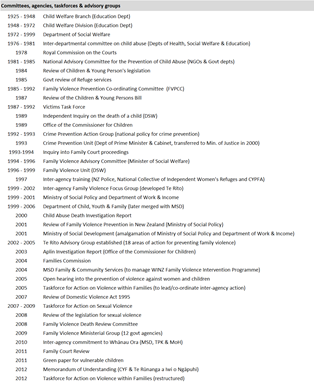 Committees, agencies, taskforces & advisory groups
1925 - 1948 Child Welfare Branch (Education Dept)
1948 - 1972 Child Welfare Division (Education Dept)
1972 - 1999 Department of Social Welfare
1976 - 1981 Inter-departmental committee on child abuse (Depts of Health, Social Welfare & Education)
1978 Royal Commission on the Courts
1981 - 1985 National Advisory Committee for the Prevention of Child Abuse (NGOs & Govt depts)
1984 Review of Children & Young Person's legislation
1985 Govt review of Refuge services
1985 - 1992 Family Violence Prevention Co-ordinating Committee (FVPCC)
1987 Review of the Children & Young Persons Bill
1987 - 1992 Victims Task Force
1989 Independent Inquiry on the death of a child (DSW)
1989 Office of the Commissioner for Children
1992 - 1993 Crime Prevention Action Group (national policy for crime prevention)
1993 Crime Prevention Unit (Dept of Prime Minister & Cabinet, transferred to Min. of Justice in 2000)
1993-1994 Inquiry into Family Court proceedings
1994 - 1996 Family Violence Advisory Committee (Minister of Social Welfare)
1996 - 1999 Family Violence Unit (DSW)
1997 Inter-agency training (NZ Police, National Collective of Independent Women's Refuges and CYPFA)
1999 - 2002 Inter-agency Family Violence Focus Group (developed Te Rito)
1999 - 2001 Ministry of Social Policy and Department of Work & Income
1999 - 2006 Department of Child, Youth & Family (later merged with MSD)
2000 Child Abuse Death Investigation Report
2001 Review of Family Violence Prevention in New Zealand (Ministry of Social Policy)
2001 Ministry of Social Development (amalgamation of Ministry of Social Policy and Department of Work & Income)
2002 - 2005 Te Rito Advisory Group established (18 areas of action for preventing family violence)
2003 Aplin Investigation Report (Office of the Commissioner for Children)
2004 Families Commission
2004 MSD Family & Community Services (to manage WINZ Family Violence Intervention Programme)
2005 Open hearing into the prevention of violence against women and children
2005 Taskforce for Action on Violence within Families (to lead/co-ordinate inter-agency action)
2007 Review of Domestic Violence Act 1995
2007 - 2009 Taskforce for Action on Sexual Violence
2008 Review of the legislation for sexual violence
2008 Family Violence Death Review Committee
2009 Family Violence Ministerial Group (12 govt agencies)
2010 Inter-agency commitment to Whānau Ora (MSD, TPK & MoH)
2011 Family Court Review
2011 Green paper for vulnerable children
2012 Memorandum of Understanding (CYF & Te Rūnanga a Iwi o Ngāpuhi)
2012 Taskforce for Action on Violence within Families (restructured)